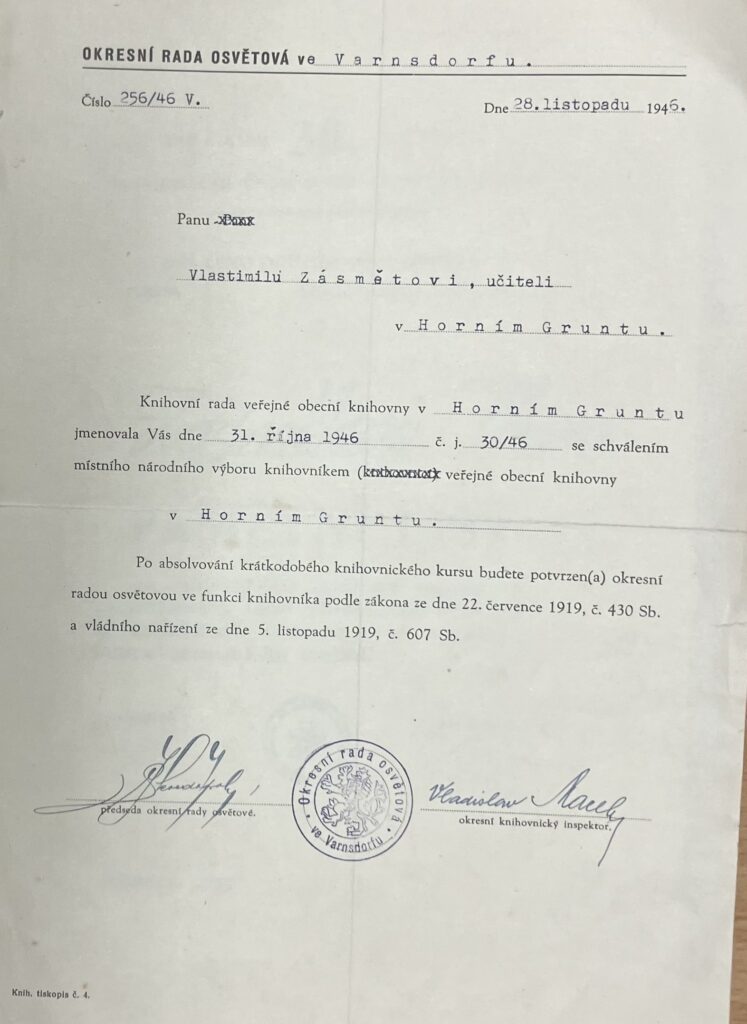 OKRESNÍ RADA OSVĚTOVÁ ve Varnsdorfu.
Číslo 256/46 V.
Dne 28.listopadu 1946.
Panu
Vlastimilu Zásmětovi, učiteli
v Horním Gruntu.
Knihovní rada veřejné obecní knihovny v Horním Gruntu
jmenovala Vás dne 31. října 1946 č. j. 30/46 se schválením
místního národního výboru knihovníkem ( veřejné obecní knihovny
v Horním Gruntu.
Po absolvování krátkodobého knihovnického kursu budete potvrzen(a) okresní
radou osvětovou ve funkci knihovníka podle zákona ze dne 22. července 1919, č. 430 Sb.
a vládního nařízení ze dne 5. listopadu 1919, č. 607 Sb.
Okresní rada osvětová
ve Varnsdorfu
Vladislav
předseda okresní rady osvětové.
okresní knihovnický inspektor.
Knih. tiskopis č. 4.